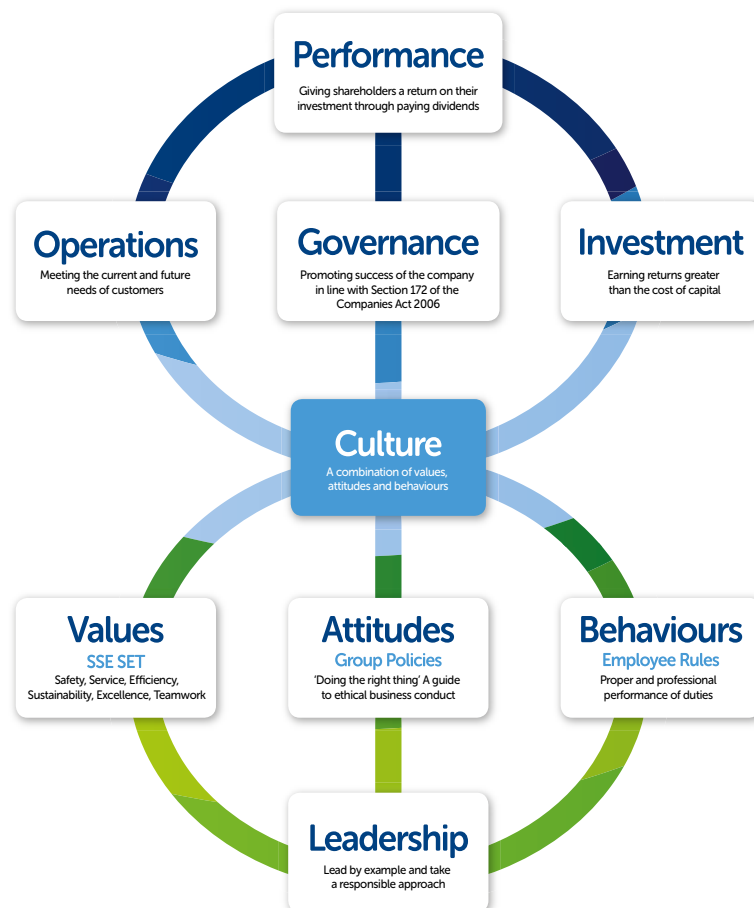 Performance
Giving shareholders a return on their
investment through paying dividends
Operations
Meeting the current and future
needs of customers
Governance
Promoting success of the company
in line with Section 172 of the
Companies Act 2006
Investment
Earning returns greater
than the cost of capital
Culture
A combination of values,
attitudes and behaviours
Values
SSE SET
Safety, Service, Efficiency,
Sustainability, Excellence, Teamwork
Attitudes
Group Policies
‘Doing the right thing’ A guide
to ethical business conduct
Behaviours
Employee Rules
Proper and professional
performance of duties
Leadership
Lead by example and take
a responsible approach